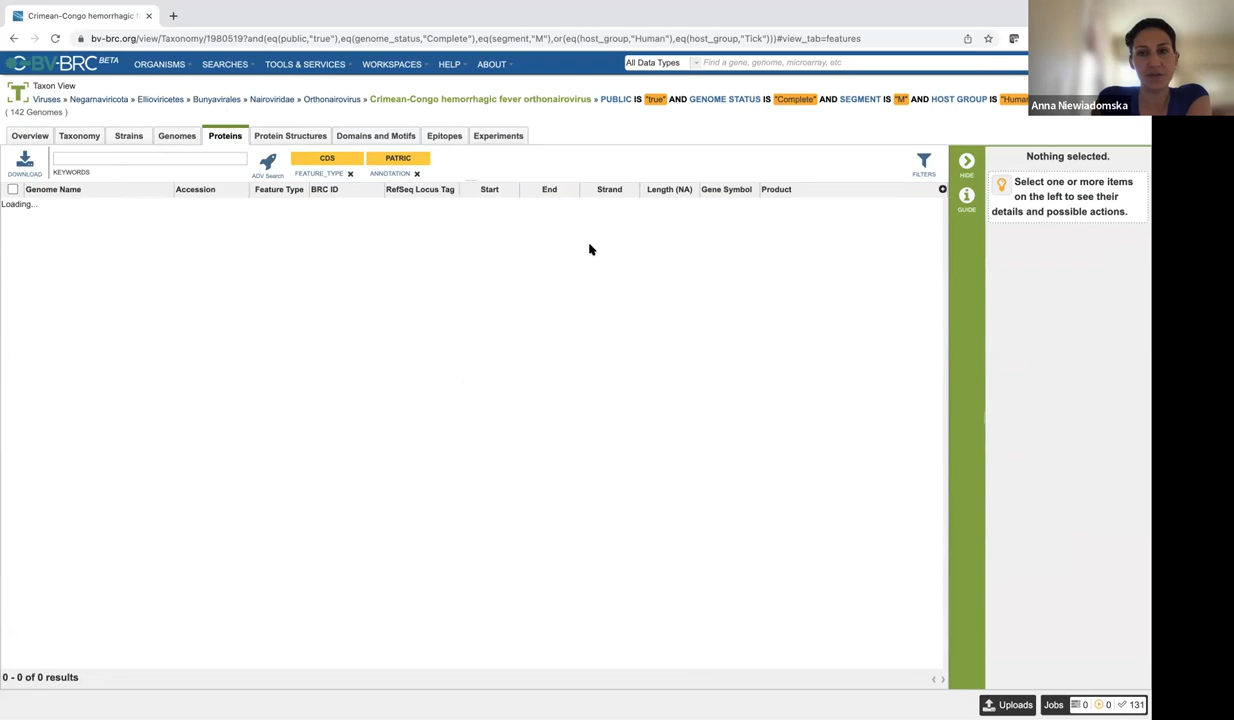 Crimean-Congo hemorrhagic
bv-brc.org/view/Taxonomy/1980519?and(eq(public,"true"),eq(genome_status,"Complete"),eq(segment,"M"),or(eq(host_group,"Human"),eq(host_group,"Tick")))#view_tab=features
BV-BRC BETA ORGANISMS SEARCHES TOOLS & SERVICES WORKSPACES HELP ABOUT All Data Types Find a gene, genome, microarray, etc
Taxon View
Viruses » Negarnaviricota » Ellioviricetes » Bunyavirales » Nairoviridae » Orthonairovirus » Crimean-Congo hemorrhagic fever orthonairovirus » PUBLIC IS "true" AND GENOME STATUS IS "Complete" AND SEGMENT IS "M" AND HOST GROUP IS "Human
Anna Niewiadomska
( 142 Genomes )
Overview Taxonomy Strains Genomes Proteins Protein Structures Domains and Motifs Epitopes Experiments
CDS PATRIC
DOWNLOAD KEYWORDS ADV Search FEATURE_TYPE × ANNOTATION × FILTERS
Genome Name Accession Feature Type BRC ID RefSeq Locus Tag Start End Strand Length (NA) Gene Symbol Product
Loading...
HIDE
GUIDE
Nothing selected.
Select one or more items
on the left to see their
details and possible actions.
0 - 0 of 0 results
Uploads Jobs 0 0 131